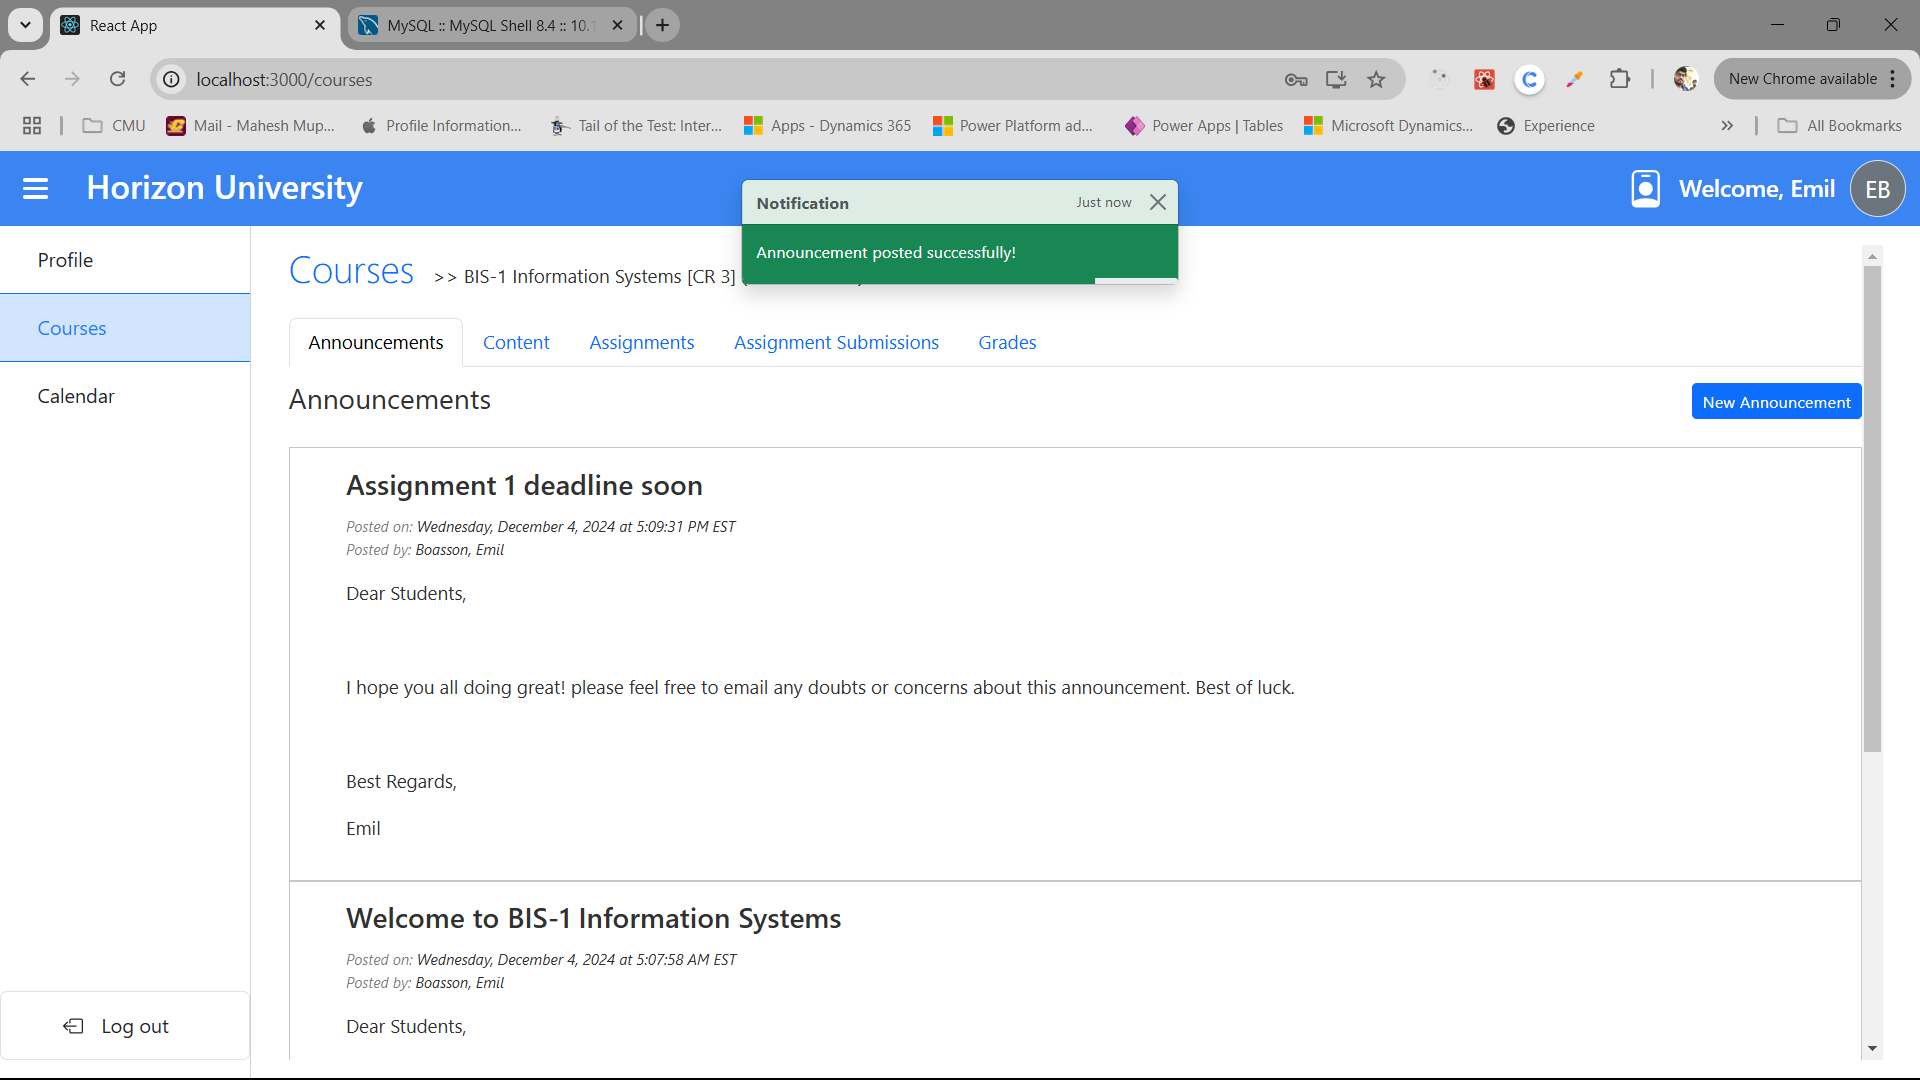 React App
MySQL :: MySQL Shell 8.4 :: 10.1
localhost:3000/courses
New Chrome available
CMU
Mail - Mahesh Mup...
Profile Information...
Tail of the Test: Inter...
Apps - Dynamics 365
Power Platform ad...
Power Apps | Tables
Microsoft Dynamics...
Experience
All Bookmarks
Horizon University
Welcome, Emil
EB
Notification
Just now
Announcement posted successfully!
Profile
Courses
Calendar
Log out
Courses >> BIS-1 Information Systems [CR 3]
Announcements
Content
Assignments
Assignment Submissions
Grades
Announcements
New Announcement
Assignment 1 deadline soon
Posted on: Wednesday, December 4, 2024 at 5:09:31 PM EST
Posted by: Boasson, Emil
Dear Students,
I hope you all doing great! please feel free to email any doubts or concerns about this announcement. Best of luck.
Best Regards,
Emil
Welcome to BIS-1 Information Systems
Posted on: Wednesday, December 4, 2024 at 5:07:58 AM EST
Posted by: Boasson, Emil
Dear Students,